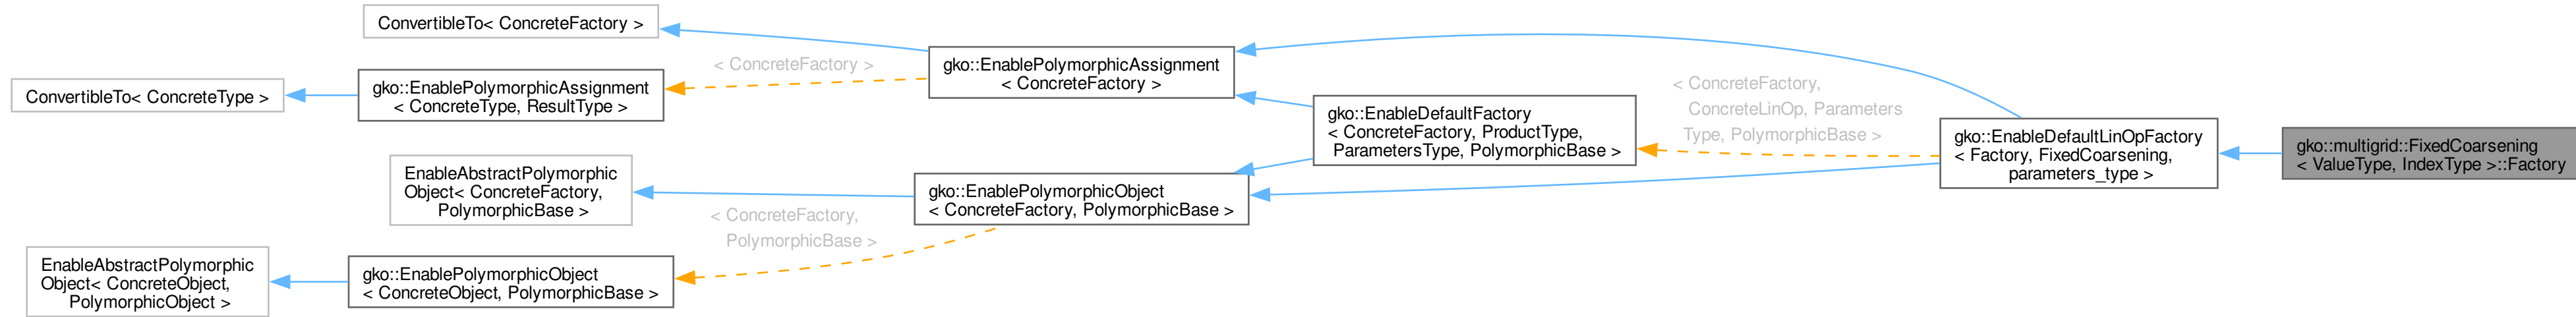 ConvertibleTo< ConcreteFactory >
ConvertibleTo< ConcreteType >
gko::EnablePolymorphicAssignment
< ConcreteType, ResultType >
< ConcreteFactory >
gko::EnablePolymorphicAssignment
< ConcreteFactory >
EnableAbstractPolymorphic
Object< ConcreteFactory,
PolymorphicBase >
gko::EnablePolymorphicObject
< ConcreteFactory, PolymorphicBase >
< ConcreteFactory,
PolymorphicBase >
EnableAbstractPolymorphic
Object< ConcreteObject,
PolymorphicObject >
gko::EnablePolymorphicObject
< ConcreteObject, PolymorphicBase >
gko::EnableDefaultFactory
< ConcreteFactory, ProductType,
ParametersType, PolymorphicBase >
< ConcreteFactory,
ConcreteLinOp, Parameters
Type, PolymorphicBase >
gko::EnableDefaultLinOpFactory
< Factory, FixedCoarsening,
parameters_type >
gko::multigrid::FixedCoarsening
< ValueType, IndexType >::Factory